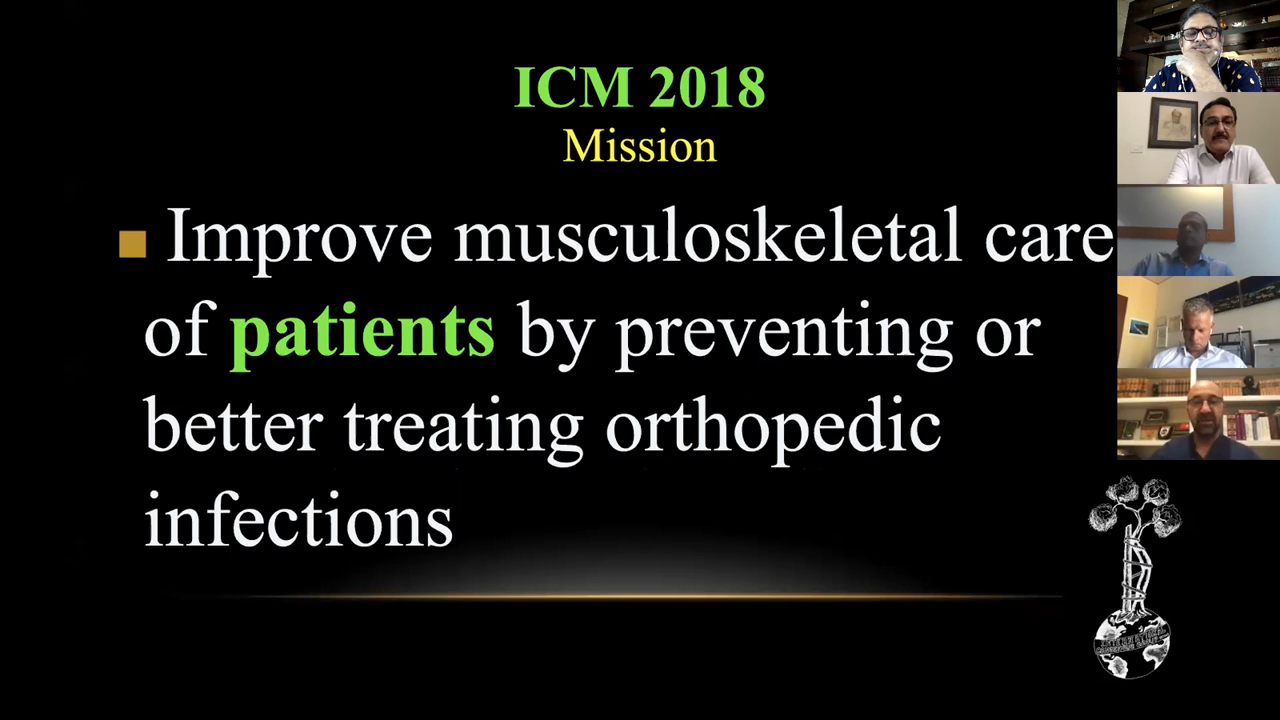 ICM 2018
Mission
Improve musculoskeletal care
of patients by preventing or
better treating orthopedic
infections